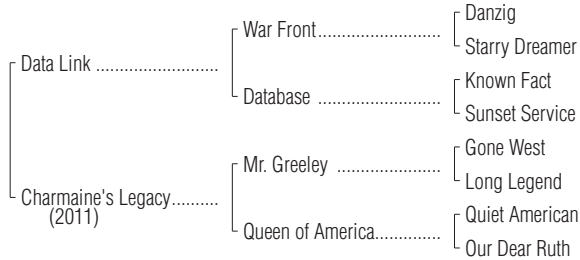 Danzig
War Front..........................
Starry Dreamer
Data Link ..........................
Known Fact
Database ..........................
Sunset Service
Gone West
Mr. Greeley ......................
Long Legend
Charmaine's Legacy..........
(2011)
Quiet American
Queen of America..............
Our Dear Ruth